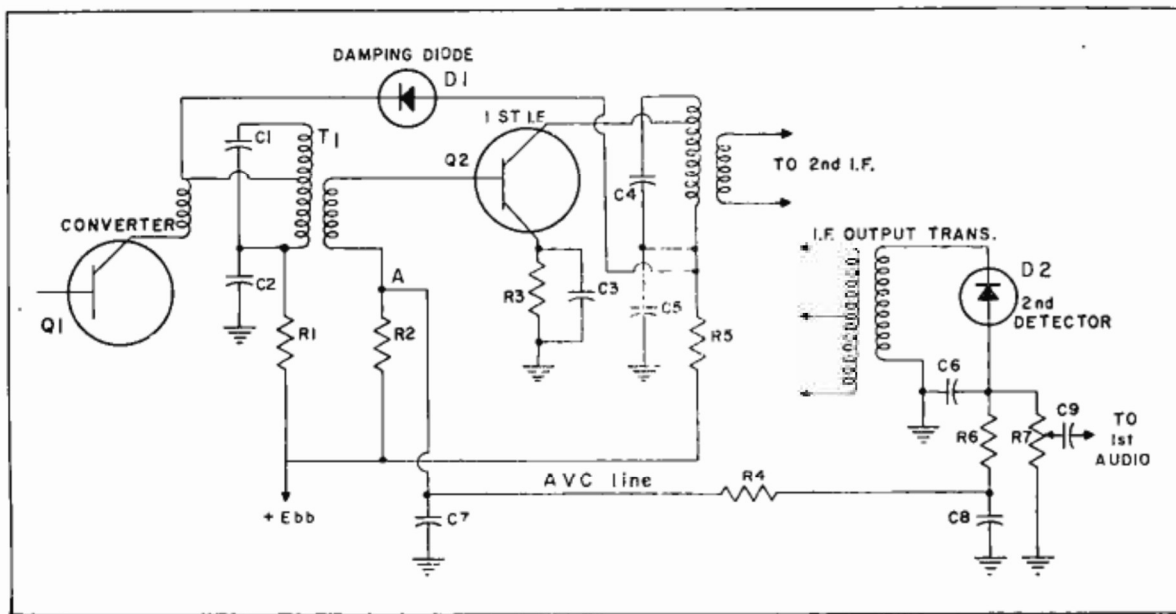 DAMPING DIODE
D1
1 ST I.F.
C1
T1
Q2
CONVERTER
C4
TO 2nd I.F.
I.F. OUTPUT TRANS.
D2
2nd
DETECTOR
A
C2
R3
C3
C5
Q1
R1
R2
R5
C6
R6
R7
C9
TO
1st
AUDIO
AVC line
R4
+ Ebb
C7
C8